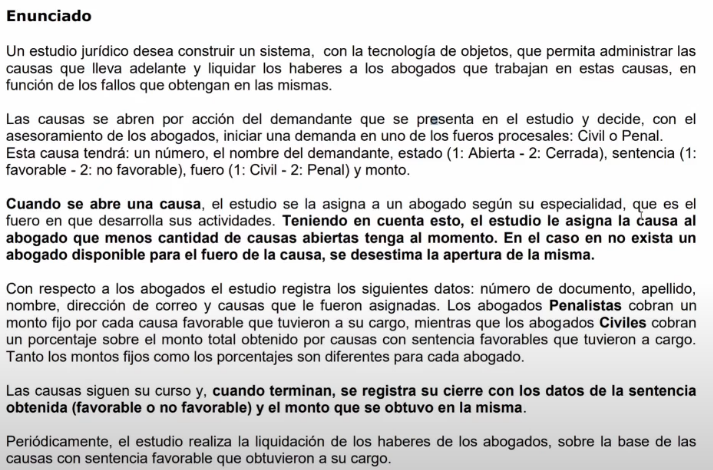 Enunciado
Un estudio jurídico desea construir un sistema, con la tecnología de objetos, que permita administrar las
causas que lleva adelante y liquidar los haberes a los abogados que trabajan en estas causas, en
función de los fallos que obtengan en las mismas.
Las causas se abren por acción del demandante que se presenta en el estudio y decide, con el
asesoramiento de los abogados, iniciar una demanda en uno de los fueros procesales: Civil o Penal.
Esta causa tendrá: un número, el nombre del demandante, estado (1: Abierta - 2: Cerrada), sentencia (1:
favorable - 2: no favorable), fuero (1: Civil - 2: Penal) y monto.
Cuando se abre una causa, el estudio se la asigna a un abogado según su especialidad, que es el
fuero en que desarrolla sus actividades. Teniendo en cuenta esto, el estudio le asigna la causa al
abogado que menos cantidad de causas abiertas tenga al momento. En el caso en no exista un
abogado disponible para el fuero de la causa, se desestima la apertura de la misma.
Con respecto a los abogados el estudio registra los siguientes datos: número de documento, apellido,
nombre, dirección de correo y causas que le fueron asignadas. Los abogados Penalistas cobran un
monto fijo por cada causa favorable que tuvieron a su cargo, mientras que los abogados Civiles cobran
un porcentaje sobre el monto total obtenido por causas con sentencia favorables que tuvieron a cargo.
Tanto los montos fijos como los porcentajes son diferentes para cada abogado.
Las causas siguen su curso y, cuando terminan, se registra su cierre con los datos de la sentencia
obtenida (favorable o no favorable) y el monto que se obtuvo en la misma.
Periódicamente, el estudio realiza la liquidación de los haberes de los abogados, sobre la base de las
causas con sentencia favorable que obtuvieron a su cargo.